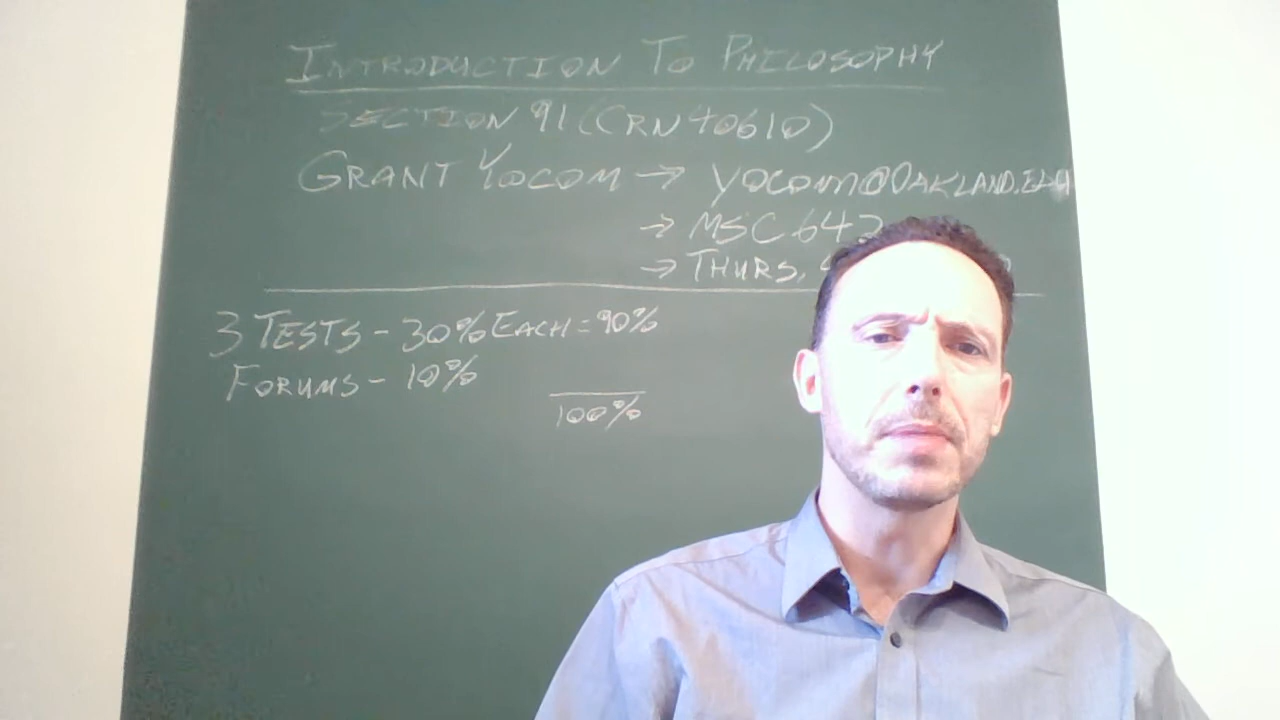 INTRODUCTION TO PHILOSOPHY
SECTION 91 (CRN 40610)
GRANT YOCOM → YOCOM@OAKLAND.EDU
→ MSC 642
→ THURS,
3 TESTS - 30% EACH = 90%
FORUMS - 10%
100%